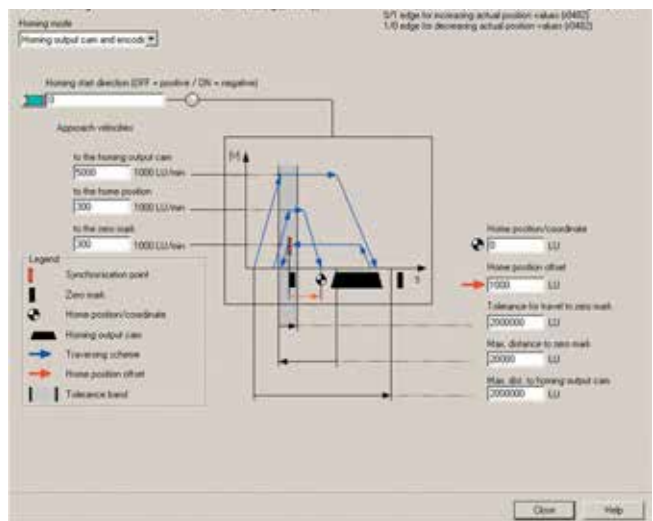 0/1 edge for increasing actual position values (r0482)
1/0 edge for decreasing actual position values (r0482)
Homing mode
Homing output cam and encod
Homing start direction (OFF = positive / ON = negative)
0
Approach velocities
to the homing output cam
5000 1000 LU/min
to the home position
300 1000 LU/min
to the zero mark
300 1000 LU/min
M
S
Legend
Synchronization point
Zero mark
Home position/coordinate
Homing output cam
Traversing scheme
Home position offset
Tolerance band
Home position/coordinate
0 LU
Home position offset
1000 LU
Tolerance for travel to zero mark
2000000 LU
Max. distance to zero mark
20000 LU
Max. dist. to homing output cam
2000000 LU
Close Help